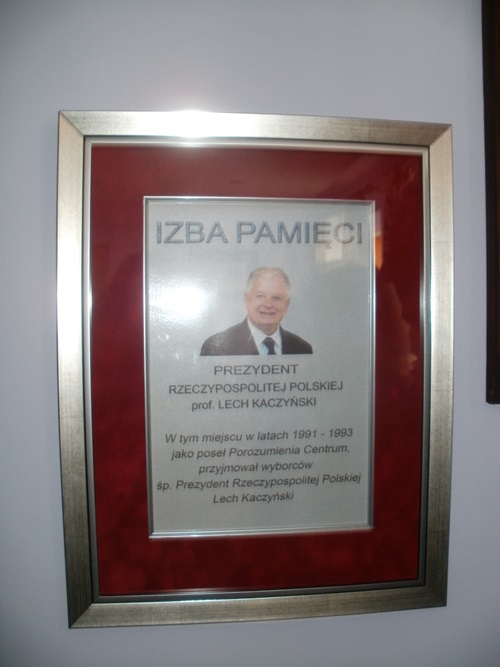 IZBA PAMIĘCI
PREZYDENT
RZECZYPOSPOLITEJ POLSKIEJ
prof. LECH KACZYŃSKI
W tym miejscu w latach 1991 - 1993
jako poseł Porozumienia Centrum,
przyjmował wyborców
śp. Prezydent Rzeczypospolitej Polskiej
Lech Kaczyński